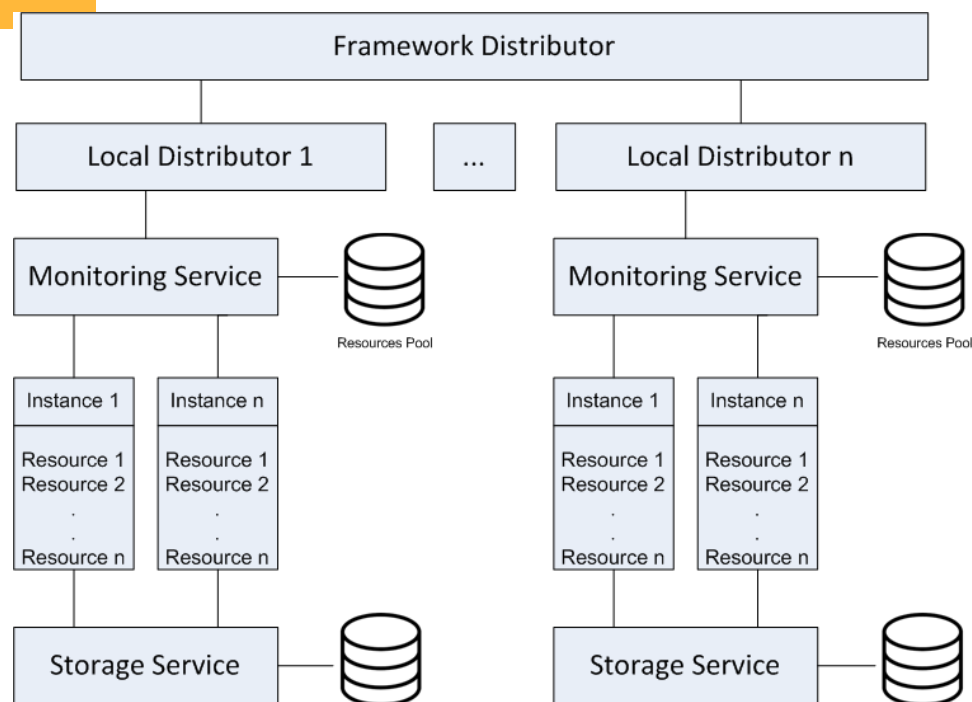 Framework Distributor
Local Distributor 1
...
Local Distributor n
Monitoring Service
Resources Pool
Monitoring Service
Resources Pool
Instance 1
Resource 1
Resource 2
.
.
Resource n
Instance n
Resource 1
Resource 2
.
.
Resource n
Instance 1
Resource 1
Resource 2
.
.
Resource n
Instance n
Resource 1
Resource 2
.
.
Resource n
Storage Service
Storage Service